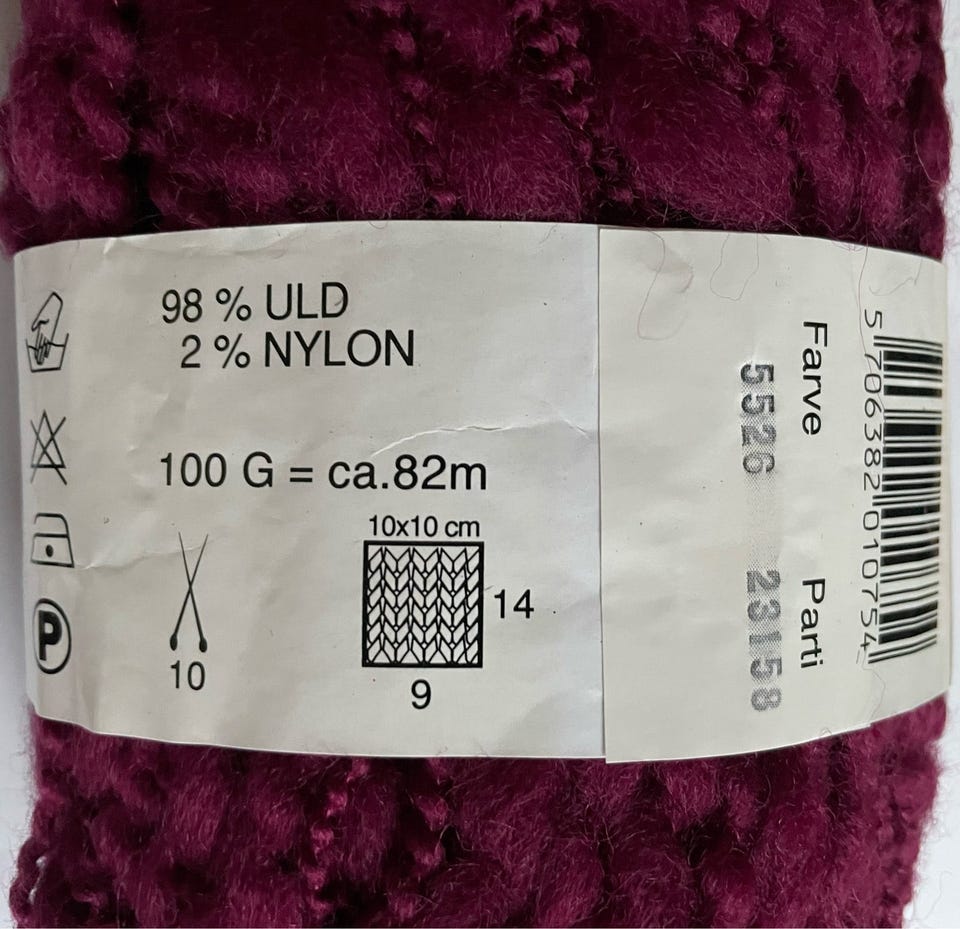 98 % ULD
2 % NYLON
100 G = ca.82m
10x10 cm
14
9
10
P
Farve
5526
Parti
23158
5 706382 010754